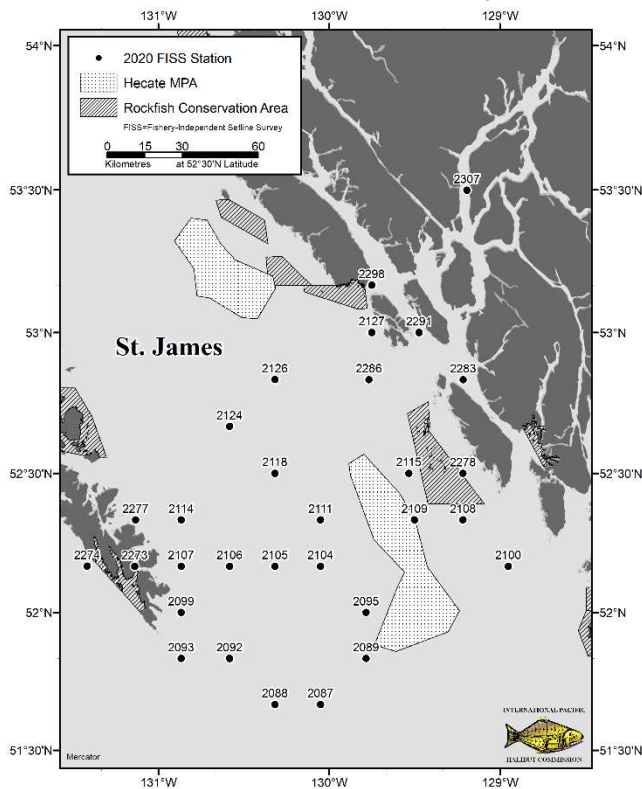 131°W 130°W 129°W
54°N 54°N
2020 FISS Station
Hecate MPA
Rockfish Conservation Area
FISS=Fishery-Independent Setline Survey
0 15 30 60
Kilometres at 52°30'N Latitude
53°30'N 53°30'N
2307
2298
53°N 53°N
2127 2291
St. James
2126 2286 2283
2124
52°30'N 52°30'N
2118 2115 2278
2277 2114 2111 2109 2108
2274 2273 2107 2106 2105 2104 2100
52°N 52°N
2099 2095
2093 2092 2089
2088 2087
INTERNATIONAL PACIFIC
HALIBUT COMMISSION
51°30'N 51°30'N
Mercator
131°W 130°W 129°W